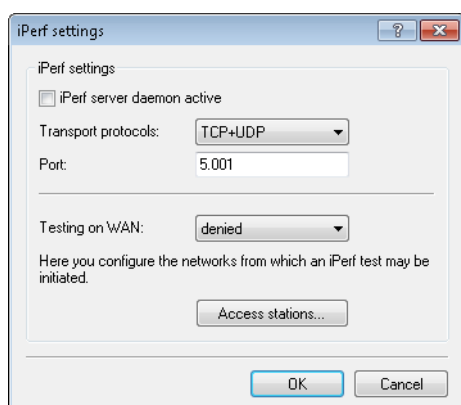 iPerf settings
iPerf settings
iPerf server daemon active
Transport protocols: TCP+UDP
Port: 5.001
Testing on WAN: denied
Here you configure the networks from which an iPerf test may be
initiated.
Access stations...
OK Cancel